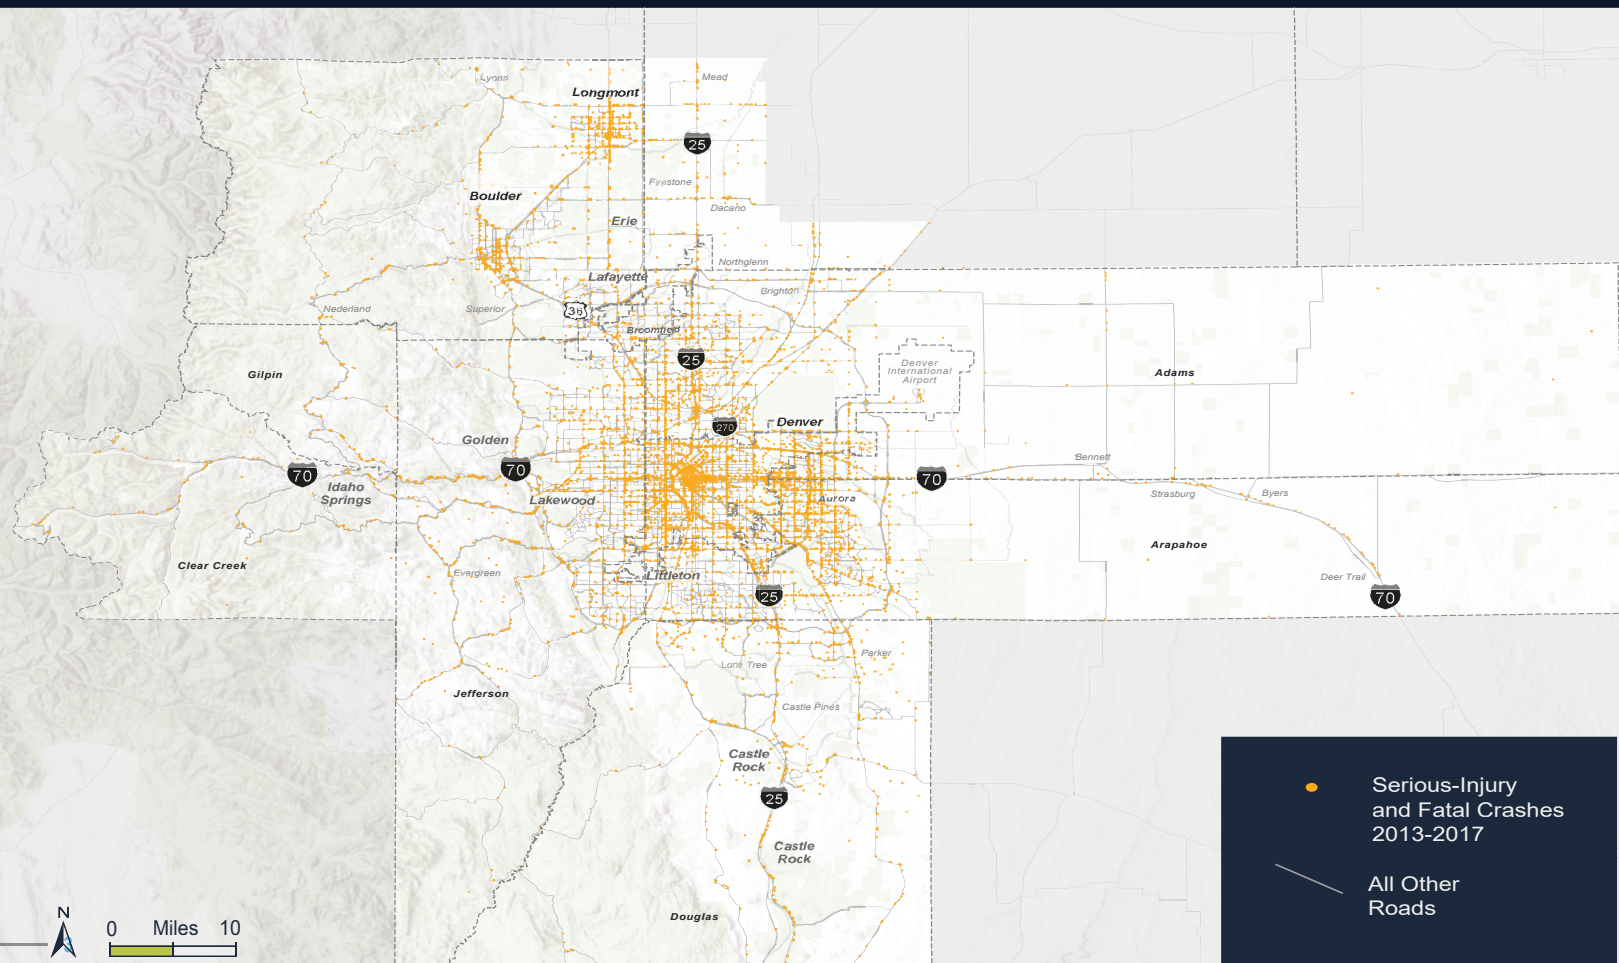 Lyons
Mead
Longmont
25
Firestone
Boulder
Dacano
Erie
Northglenn
Lafayette
Brighton
Nederland
Superior
36
Broomfield
25
Denver
International
Airport
Gilpin
Adams
270
Denver
Golden
70
70
Bennett
70
Idaho
Springs
Lakewood
Aurora
Strasburg
Byers
Arapahoe
Clear Creek
Evergreen
Littleton
Deer Trail
25
70
Parker
Lone Tree
Jefferson
Castle Pines
Castle
Rock
25
Castle
Rock
Douglas
Serious-Injury
and Fatal Crashes
2013-2017
All Other
Roads
N
0 Miles 10